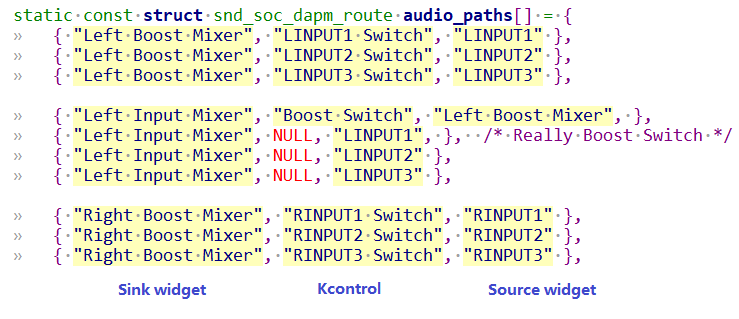 static const struct snd_soc_dapm_route audio_paths[] = {
» { "Left Boost Mixer", "LINPUT1 Switch", "LINPUT1" },
» { "Left Boost Mixer", "LINPUT2 Switch", "LINPUT2" },
» { "Left Boost Mixer", "LINPUT3 Switch", "LINPUT3" },
» { "Left Input Mixer", "Boost Switch", "Left Boost Mixer", },
» { "Left Input Mixer", NULL, "LINPUT1", }, /* Really Boost Switch */
» { "Left Input Mixer", NULL, "LINPUT2" },
» { "Left Input Mixer", NULL, "LINPUT3" },
» { "Right Boost Mixer", "RINPUT1 Switch", "RINPUT1" },
» { "Right Boost Mixer", "RINPUT2 Switch", "RINPUT2" },
» { "Right Boost Mixer", "RINPUT3 Switch", "RINPUT3" },
Sink widget Kcontrol Source widget